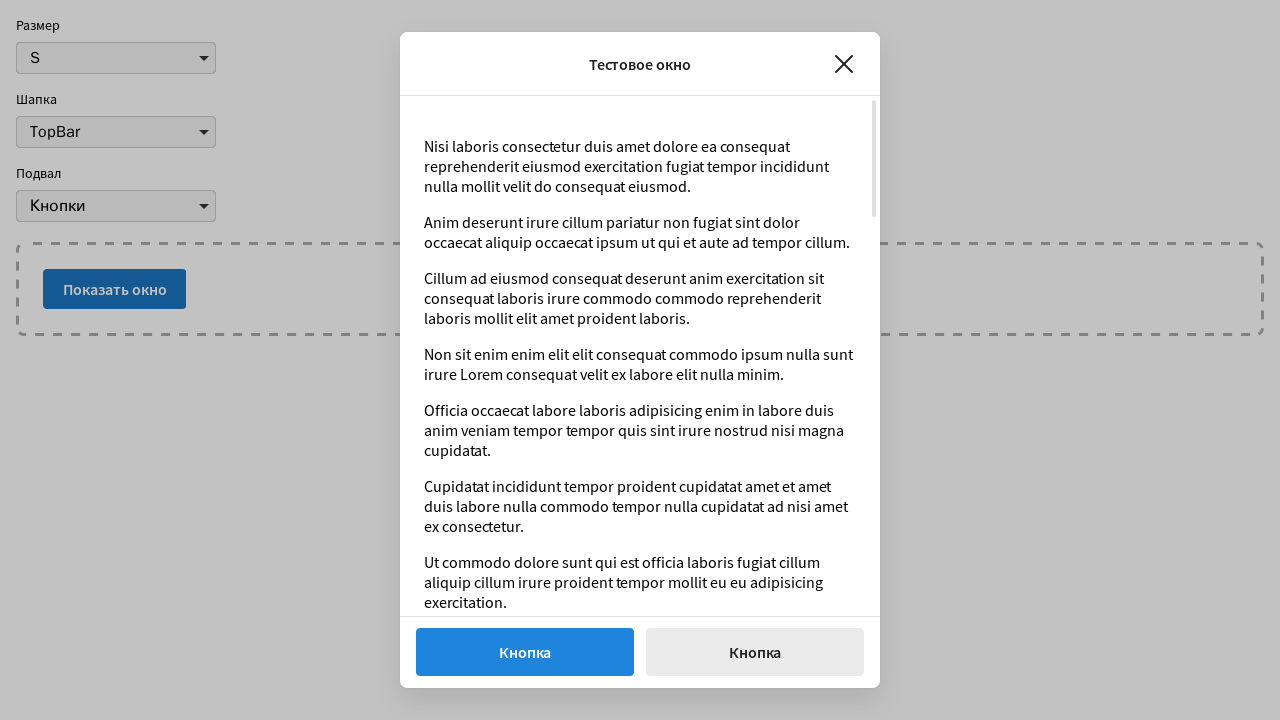 Размер
S
Шапка
TopBar
Подвал
Кнопки
Показать окно
Тестовое окно
Nisi laboris consectetur duis amet dolore ea consequat
reprehenderit eiusmod exercitation fugiat tempor incididunt
nulla mollit velit do consequat eiusmod.
Anim deserunt irure cillum pariatur non fugiat sint dolor
occaecat aliquip occaecat ipsum ut qui et aute ad tempor cillum.
Cillum ad eiusmod consequat deserunt anim exercitation sit
consequat laboris irure commodo commodo reprehenderit
laboris mollit elit amet proident laboris.
Non sit enim enim elit elit consequat commodo ipsum nulla sunt
irure Lorem consequat velit ex labore elit nulla minim.
Officia occaecat labore laboris adipisicing enim in labore duis
anim veniam tempor tempor quis sint irure nostrud nisi magna
cupidatat.
Cupidatat incididunt tempor proident cupidatat amet et amet
duis labore nulla commodo tempor nulla cupidatat ad nisi amet
ex consectetur.
Ut commodo dolore sunt qui est officia laboris fugiat cillum
aliquip cillum irure proident tempor mollit eu eu adipisicing
exercitation.
Кнопка
Кнопка